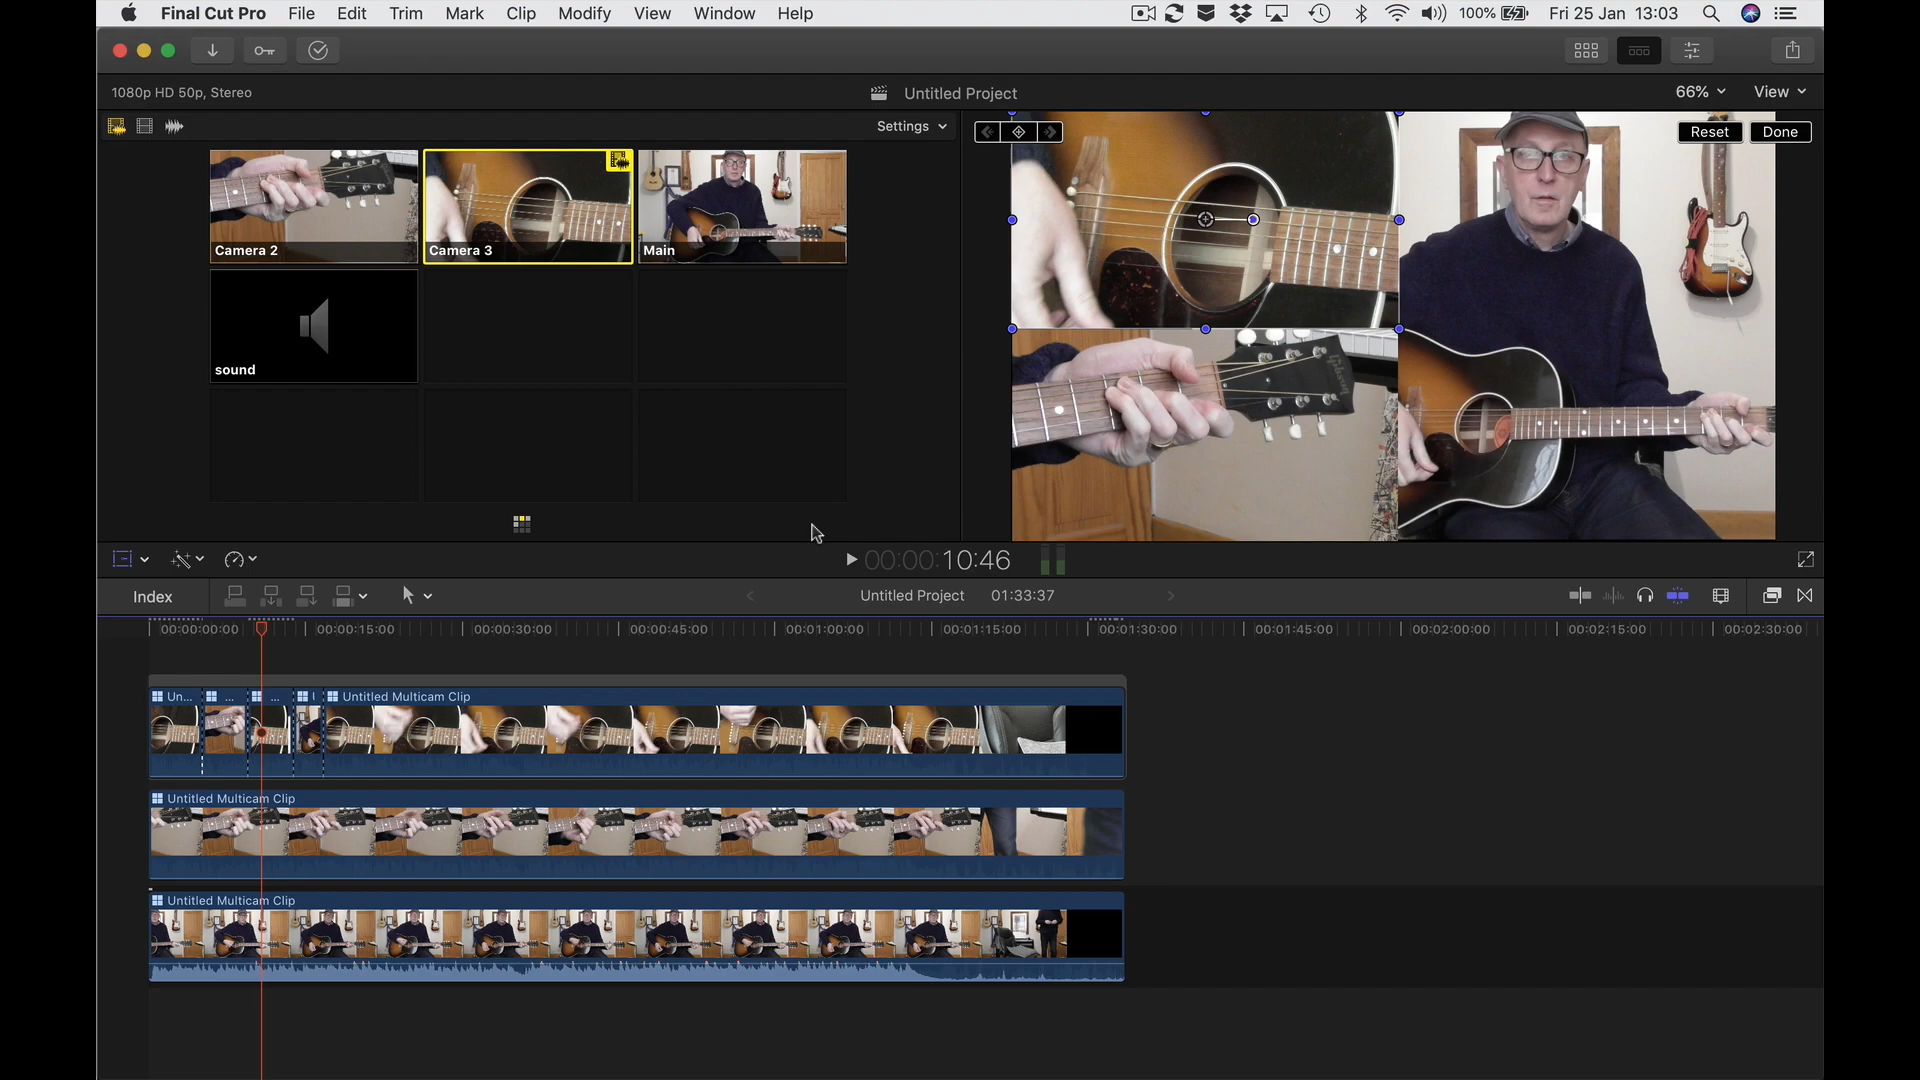 Final Cut Pro File Edit Trim Mark Clip Modify View Window Help 100% Fri 25 Jan 13:03
1080p HD 50p, Stereo Untitled Project 66% View
Settings Reset Done
Camera 2 Camera 3 Main
sound
Gibson
00:00:00:10:46
Index Untitled Project 01:33:37
00:00:00:00 00:00:15:00 00:00:30:00 00:00:45:00 00:01:00:00 00:01:15:00 00:01:30:00 00:01:45:00 00:02:00:00 00:02:15:00 00:02:30:00
Un... ... ... Untitled Multicam Clip
Untitled Multicam Clip
Untitled Multicam Clip